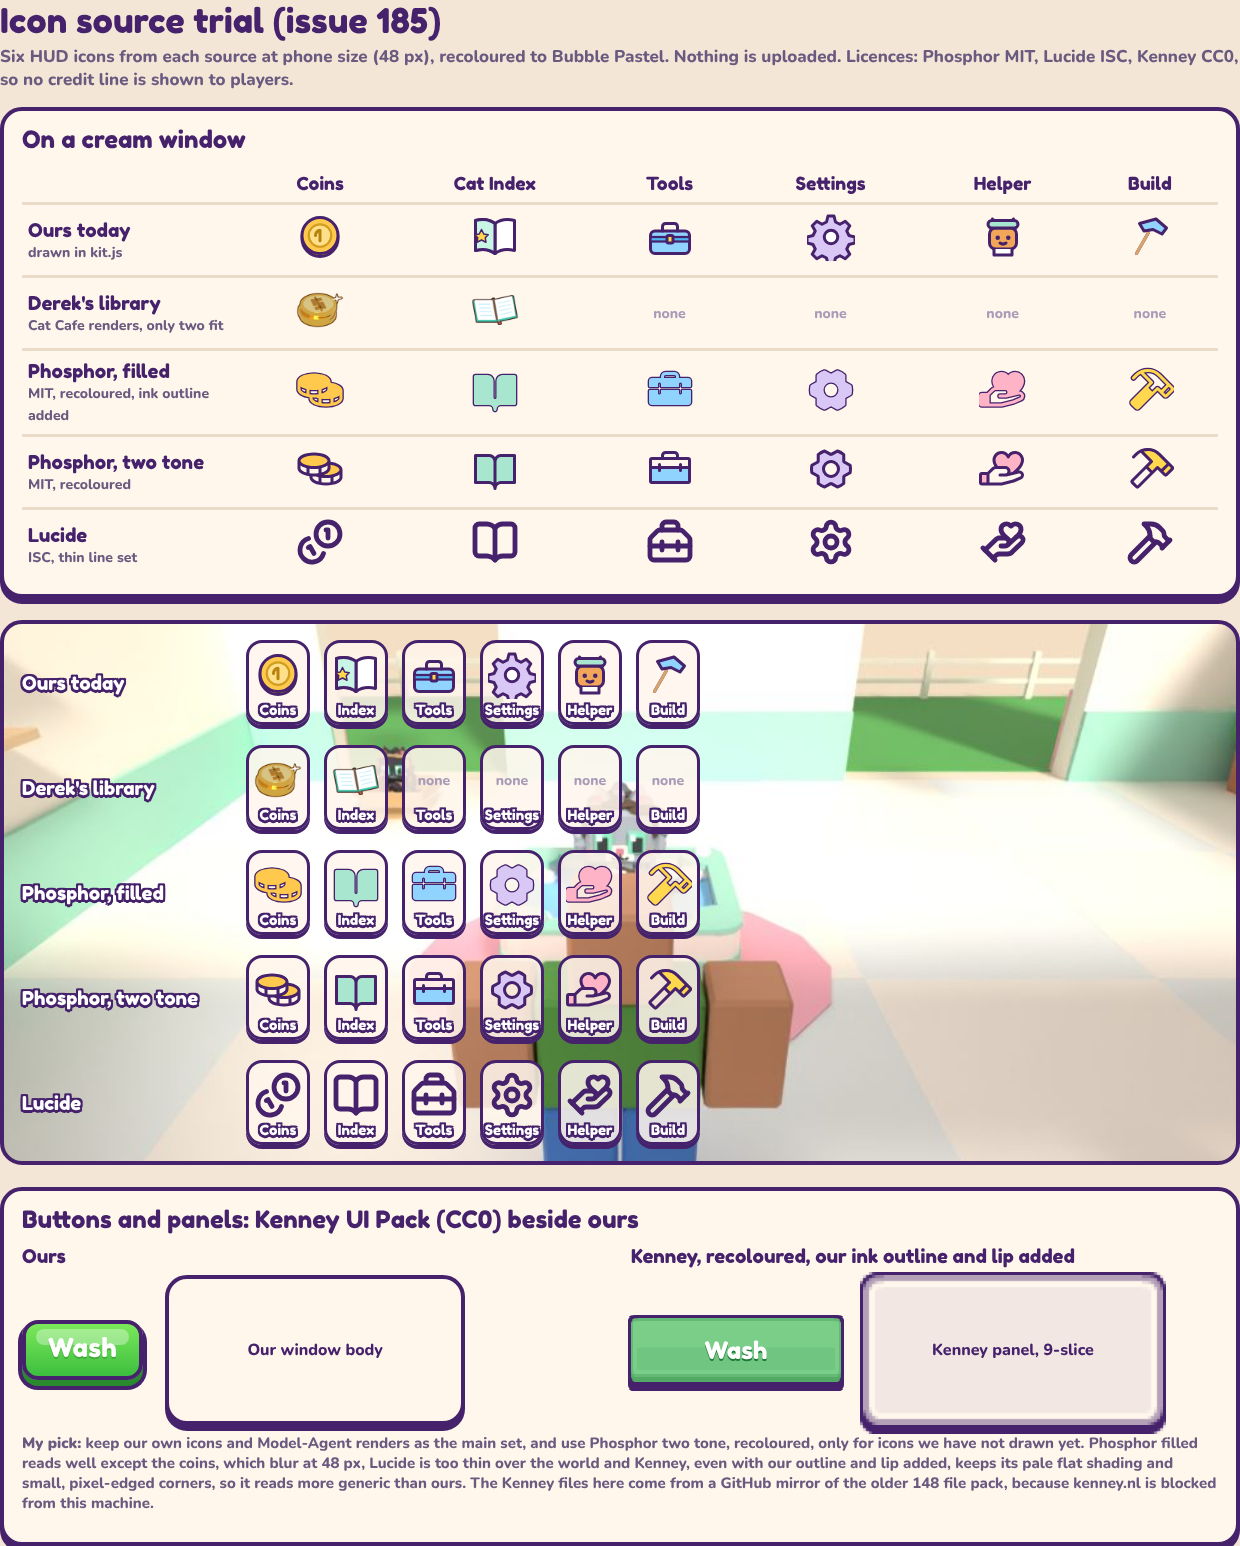 Icon source trial (issue 185)
Six HUD icons from each source at phone size (48 px), recoloured to Bubble Pastel. Nothing is uploaded. Licences: Phosphor MIT, Lucide ISC, Kenney CC0,
so no credit line is shown to players.
On a cream window
Coins Cat Index Tools Settings Helper Build
Ours today
drawn in kit.js
Derek's library
Cat Cafe renders, only two fit
none none none none
Phosphor, filled
MIT, recoloured, ink outline
added
Phosphor, two tone
MIT, recoloured
Lucide
ISC, thin line set
Ours today
Coins Index Tools Settings Helper Build
Derek's library
none none none none
Coins Index Tools Settings Helper Build
Phosphor, filled
Coins Index Tools Settings Helper Build
Phosphor, two tone
Coins Index Tools Settings Helper Build
Lucide
Coins Index Tools Settings Helper Build
Buttons and panels: Kenney UI Pack (CC0) beside ours
Ours
Kenney, recoloured, our ink outline and lip added
Wash
Our window body
Wash
Kenney panel, 9-slice
My pick: keep our own icons and Model-Agent renders as the main set, and use Phosphor two tone, recoloured, only for icons we have not drawn yet. Phosphor filled
reads well except the coins, which blur at 48 px, Lucide is too thin over the world and Kenney, even with our outline and lip added, keeps its pale flat shading and
small, pixel-edged corners, so it reads more generic than ours. The Kenney files here come from a GitHub mirror of the older 148 file pack, because kenney.nl is blocked
from this machine.